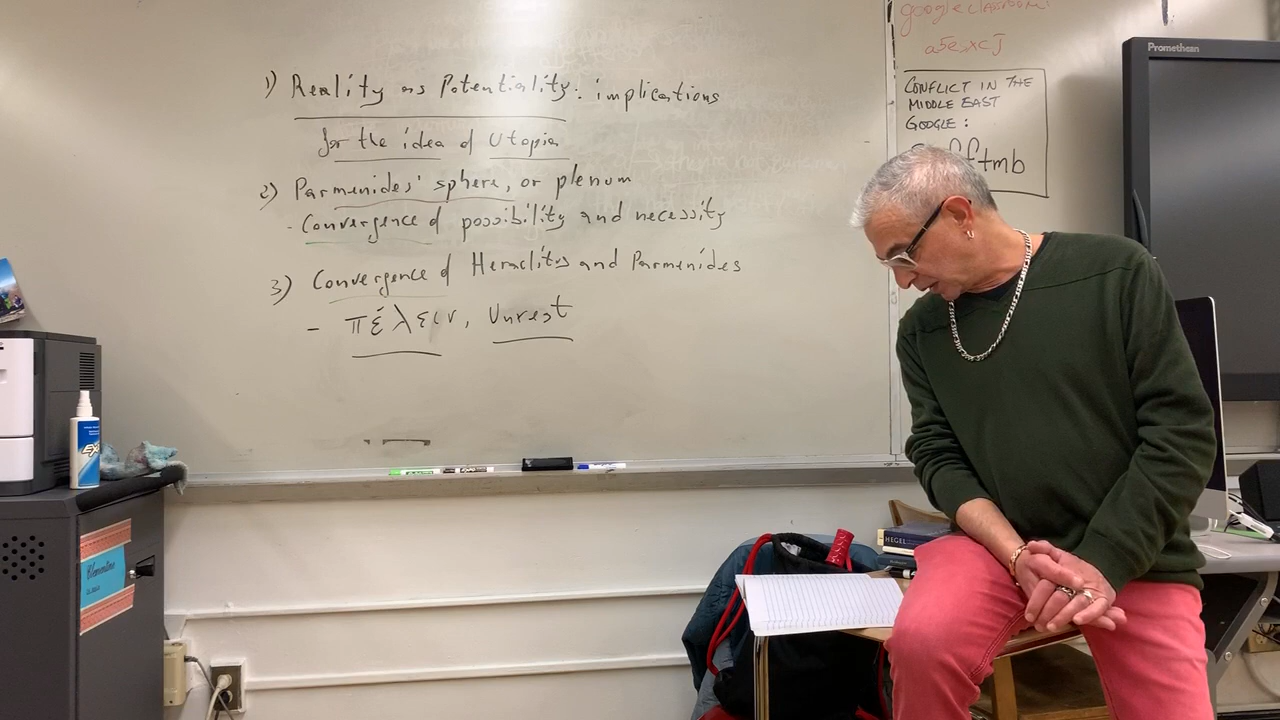 1) Reality as Potentiality: implications
for the idea of Utopia
2) Parmenides' sphere, or plenum
- Convergence of possibility and necessity
3) Convergence of Heraclitus and Parmenides
- πέλειν, Unrest
google classroom:
a5esxcj
CONFLICT IN THE
MIDDLE EAST
GOOGLE:
Promethean
HEGEL
Clementine